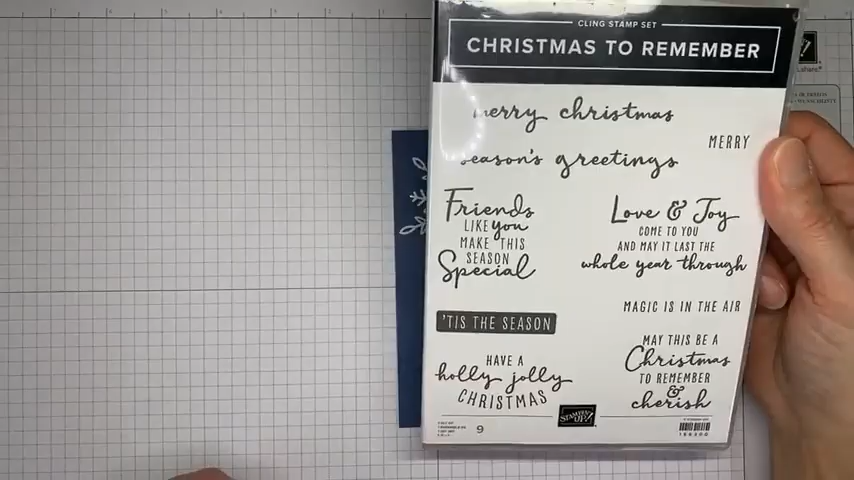 CLING STAMP SET
CHRISTMAS TO REMEMBER
merry christmas
MERRY
season's greetings
Friends
LIKE you
MAKE THIS
SEASON
Special
Love & Joy
COME TO YOU
AND MAY IT LAST THE
whole year through
MAGIC IS IN THE AIR
'TIS THE SEASON
HAVE A
holly jolly
CHRISTMAS
MAY THIS BE A
Christmas
TO REMEMBER
&
cherish
STAMPIN' UP!
9